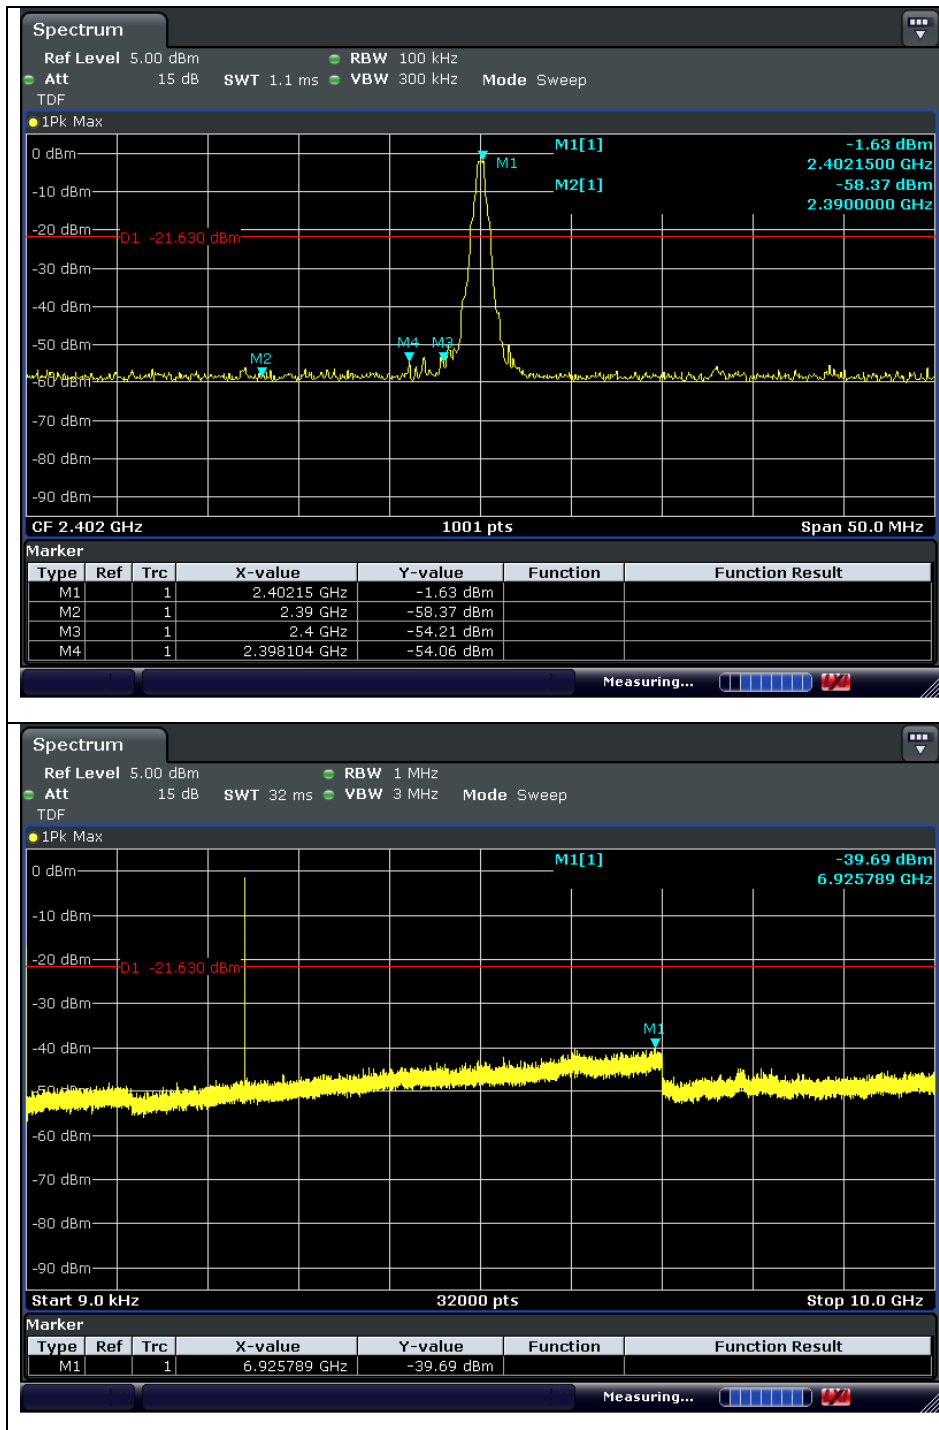 Spectrum
Ref Level 5.00 dBm RBW 100 kHz
Att 15 dB SWT 1.1 ms VBW 300 kHz Mode Sweep
TDF
1Pk Max
M1[1] -1.63 dBm
2.4021500 GHz
M2[1] -58.37 dBm
2.3900000 GHz
0 dBm
M1
-10 dBm
-20 dBm
D1 -21.630 dBm
-30 dBm
-40 dBm
-50 dBm
M4 M3
M2
-60 dBm
-70 dBm
-80 dBm
-90 dBm
CF 2.402 GHz 1001 pts Span 50.0 MHz
Marker
Type Ref Trc X-value Y-value Function Function Result
M1 1 2.40215 GHz -1.63 dBm
M2 1 2.39 GHz -58.37 dBm
M3 1 2.4 GHz -54.21 dBm
M4 1 2.398104 GHz -54.06 dBm
Measuring...
Spectrum
Ref Level 5.00 dBm RBW 1 MHz
Att 15 dB SWT 32 ms VBW 3 MHz Mode Sweep
TDF
1Pk Max
M1[1] -39.69 dBm
6.925789 GHz
0 dBm
-10 dBm
-20 dBm
D1 -21.630 dBm
-30 dBm
M1
-40 dBm
-50 dBm
-60 dBm
-70 dBm
-80 dBm
-90 dBm
Start 9.0 kHz 32000 pts Stop 10.0 GHz
Marker
Type Ref Trc X-value Y-value Function Function Result
M1 1 6.925789 GHz -39.69 dBm
Measuring...